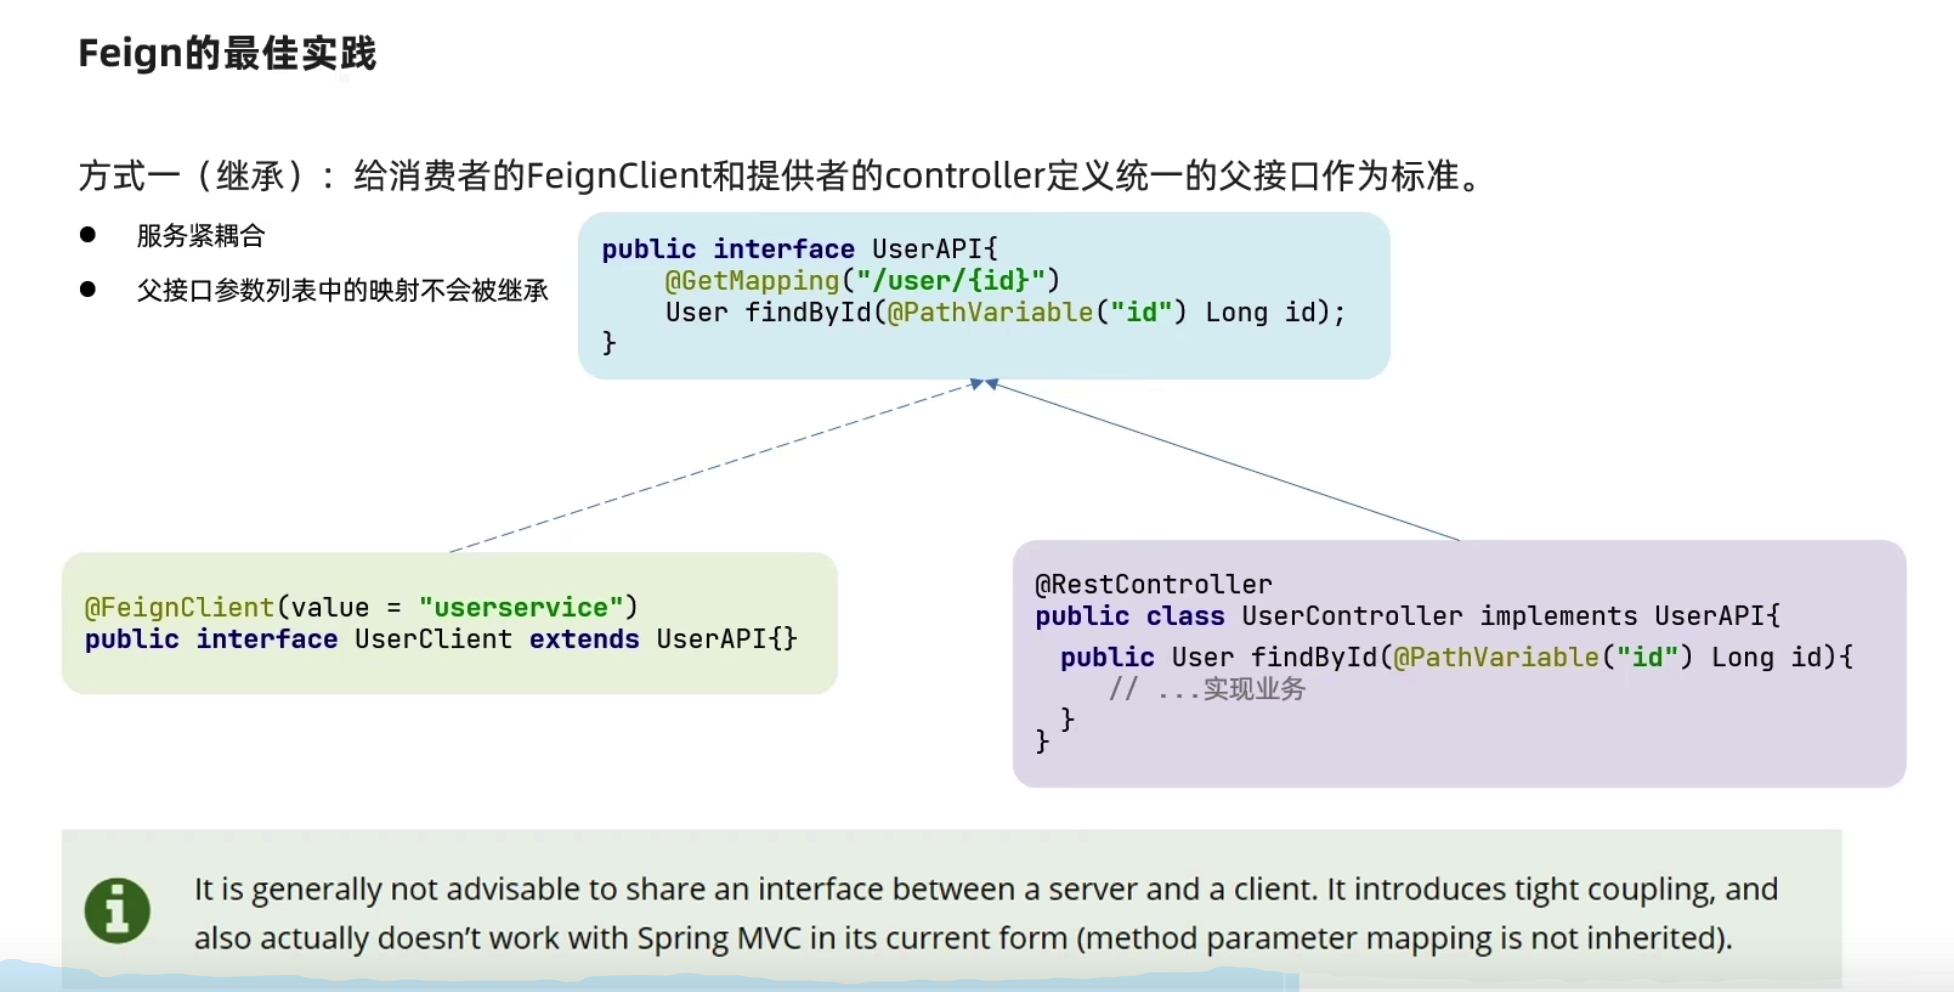 Feign的最佳实践
方式一（继承）：给消费者的FeignClient和提供者的controller定义统一的父接口作为标准。
● 服务紧耦合
● 父接口参数列表中的映射不会被继承
public interface UserAPI{
    @GetMapping("/user/{id}")
    User findById(@PathVariable("id") Long id);
}
@FeignClient(value = "userservice")
public interface UserClient extends UserAPI{}
@RestController
public class UserController implements UserAPI{
  public User findById(@PathVariable("id") Long id){
     // ...实现业务
  }
}
It is generally not advisable to share an interface between a server and a client. It introduces tight coupling, and
also actually doesn’t work with Spring MVC in its current form (method parameter mapping is not inherited).